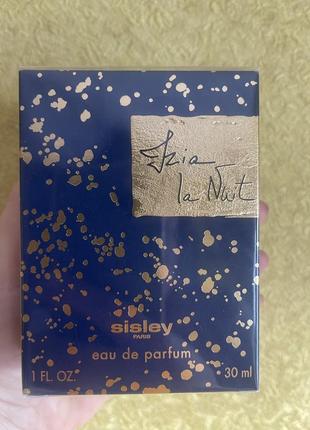 Izia
la Nuit
sisley
PARIS
eau de parfum
1 FL. OZ. 30 ml